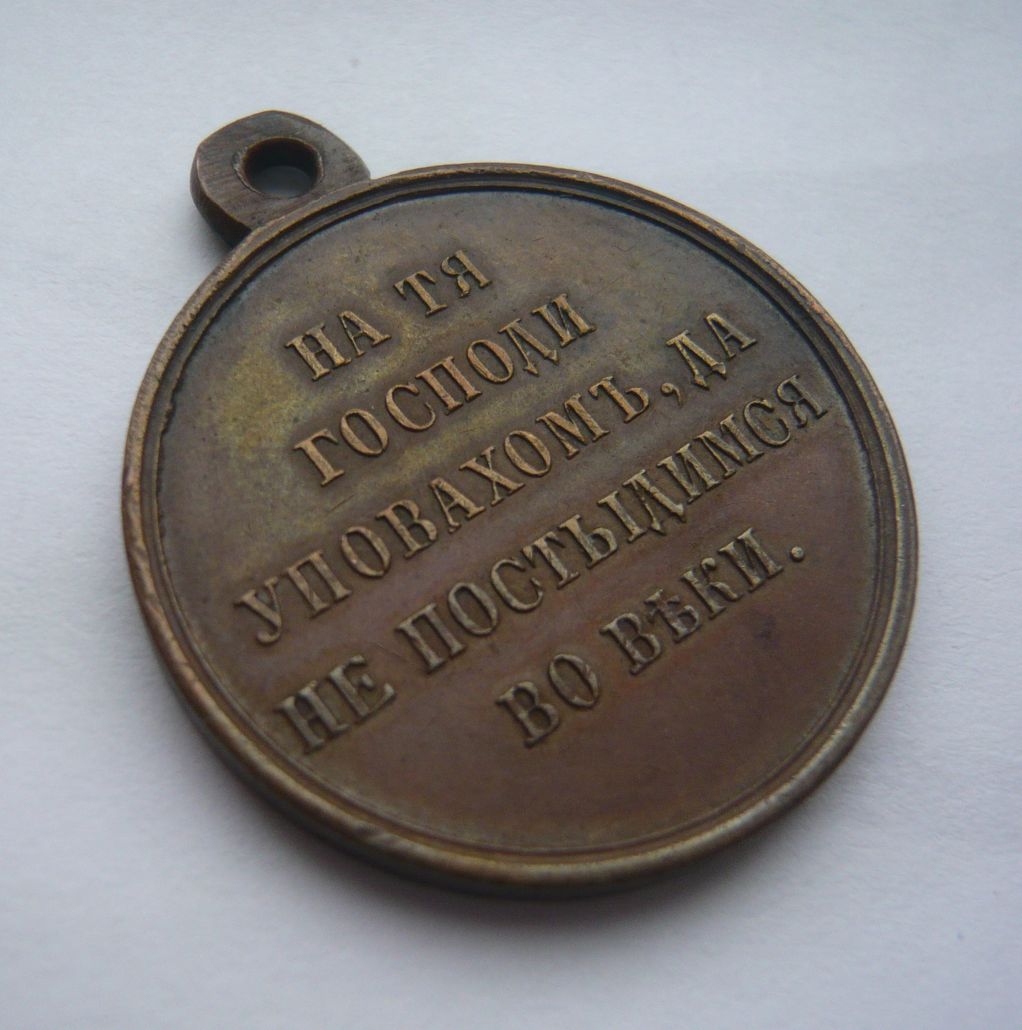 НА ТЯ
ГОСПОДИ
УПОВАХОМЪ, ДА
НЕ ПОСТЫДИМСЯ
ВО ВѢКИ.